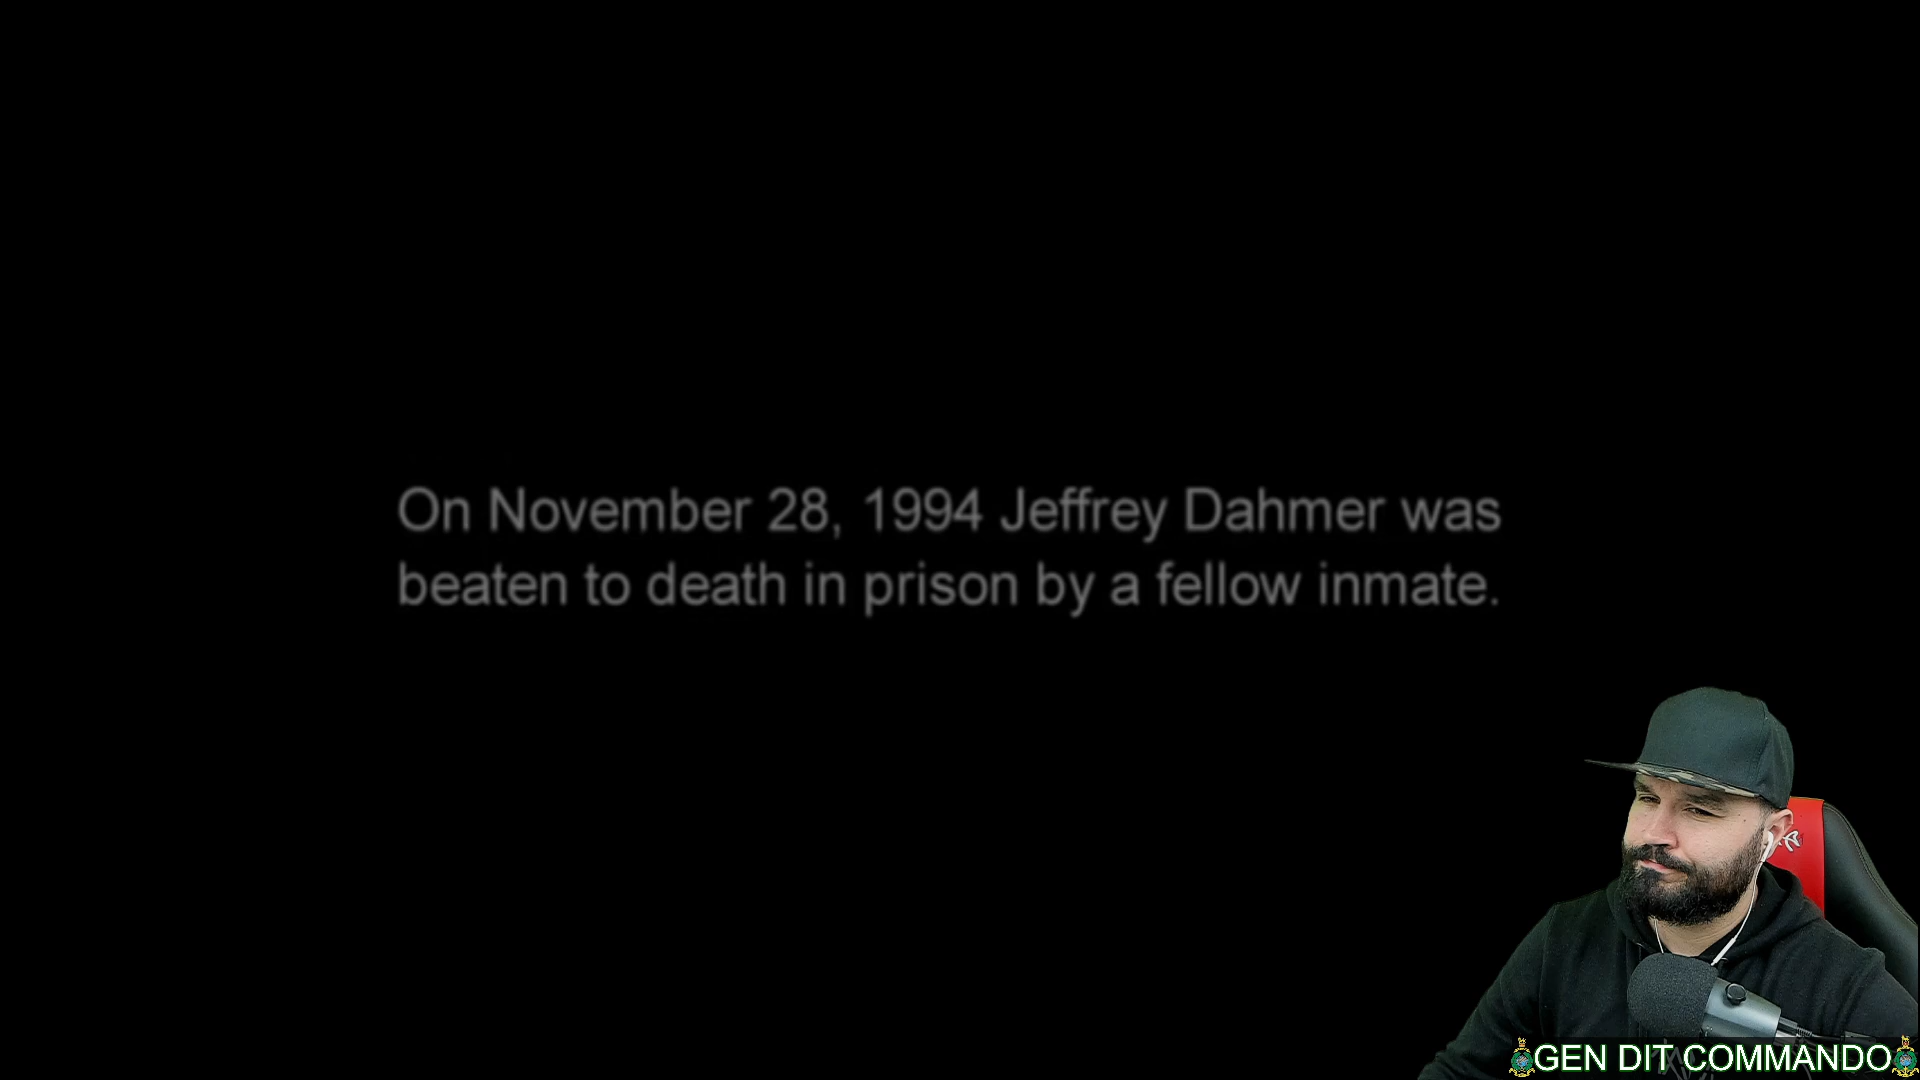 On November 28, 1994 Jeffrey Dahmer was
beaten to death in prison by a fellow inmate.
GEN DIT COMMANDO